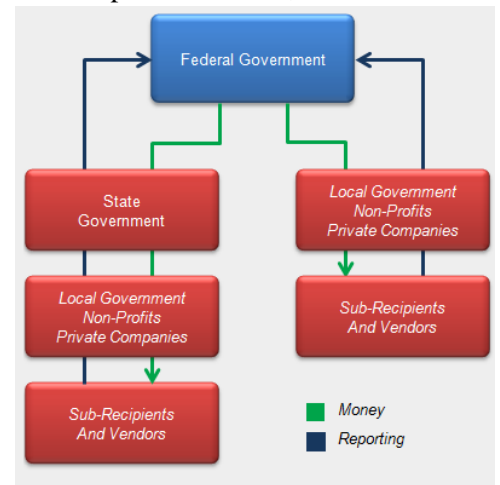 Federal Government
State
Government
Local Government
Non-Profits
Private Companies
Local Government
Non-Profits
Private Companies
Sub-Recipients
And Vendors
Sub-Recipients
And Vendors
Money
Reporting